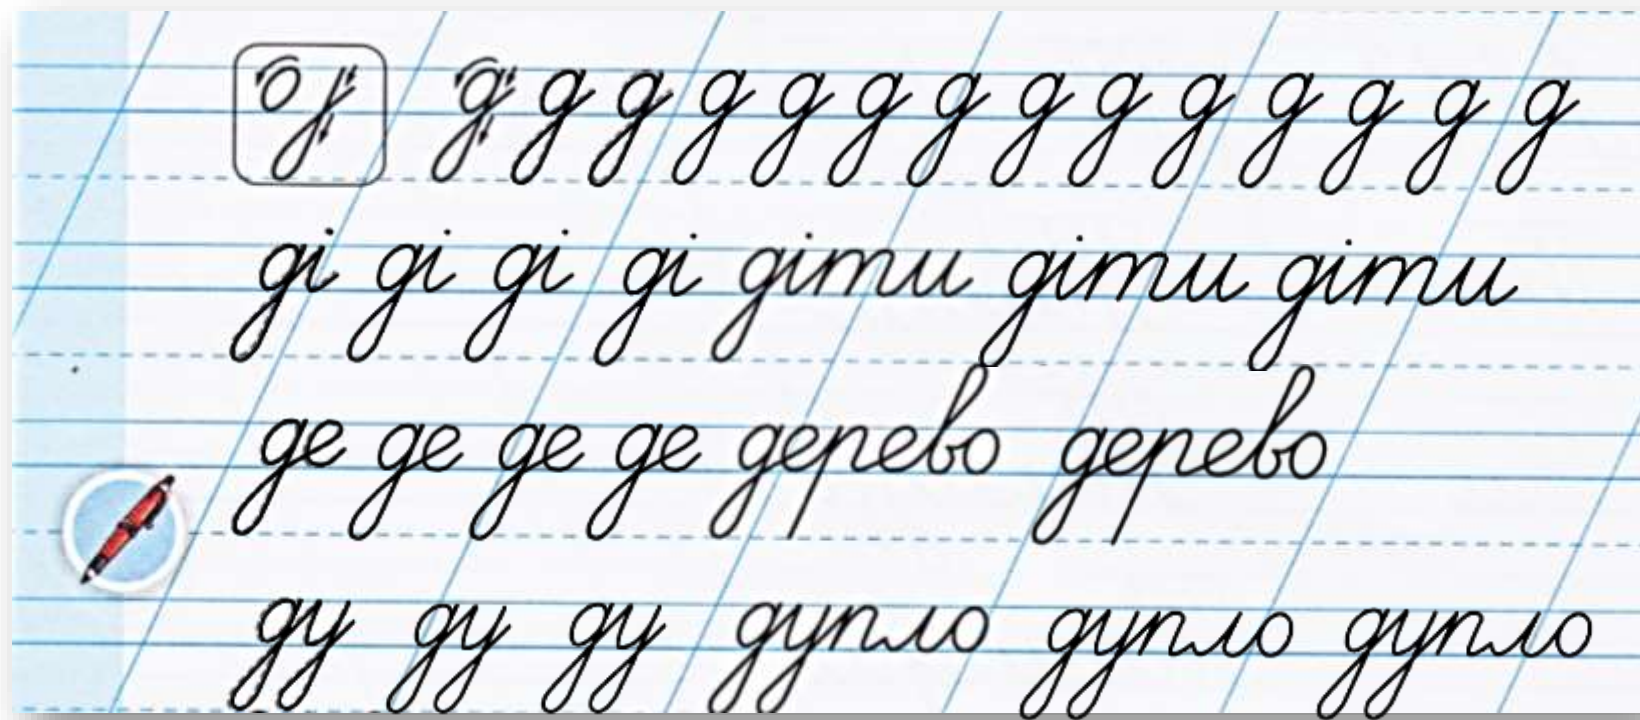 д д д д д д д д д д д д д д
ді ді ді ді діти діти діти
де де де де дерево дерево
ду ду ду дупло дупло дупло